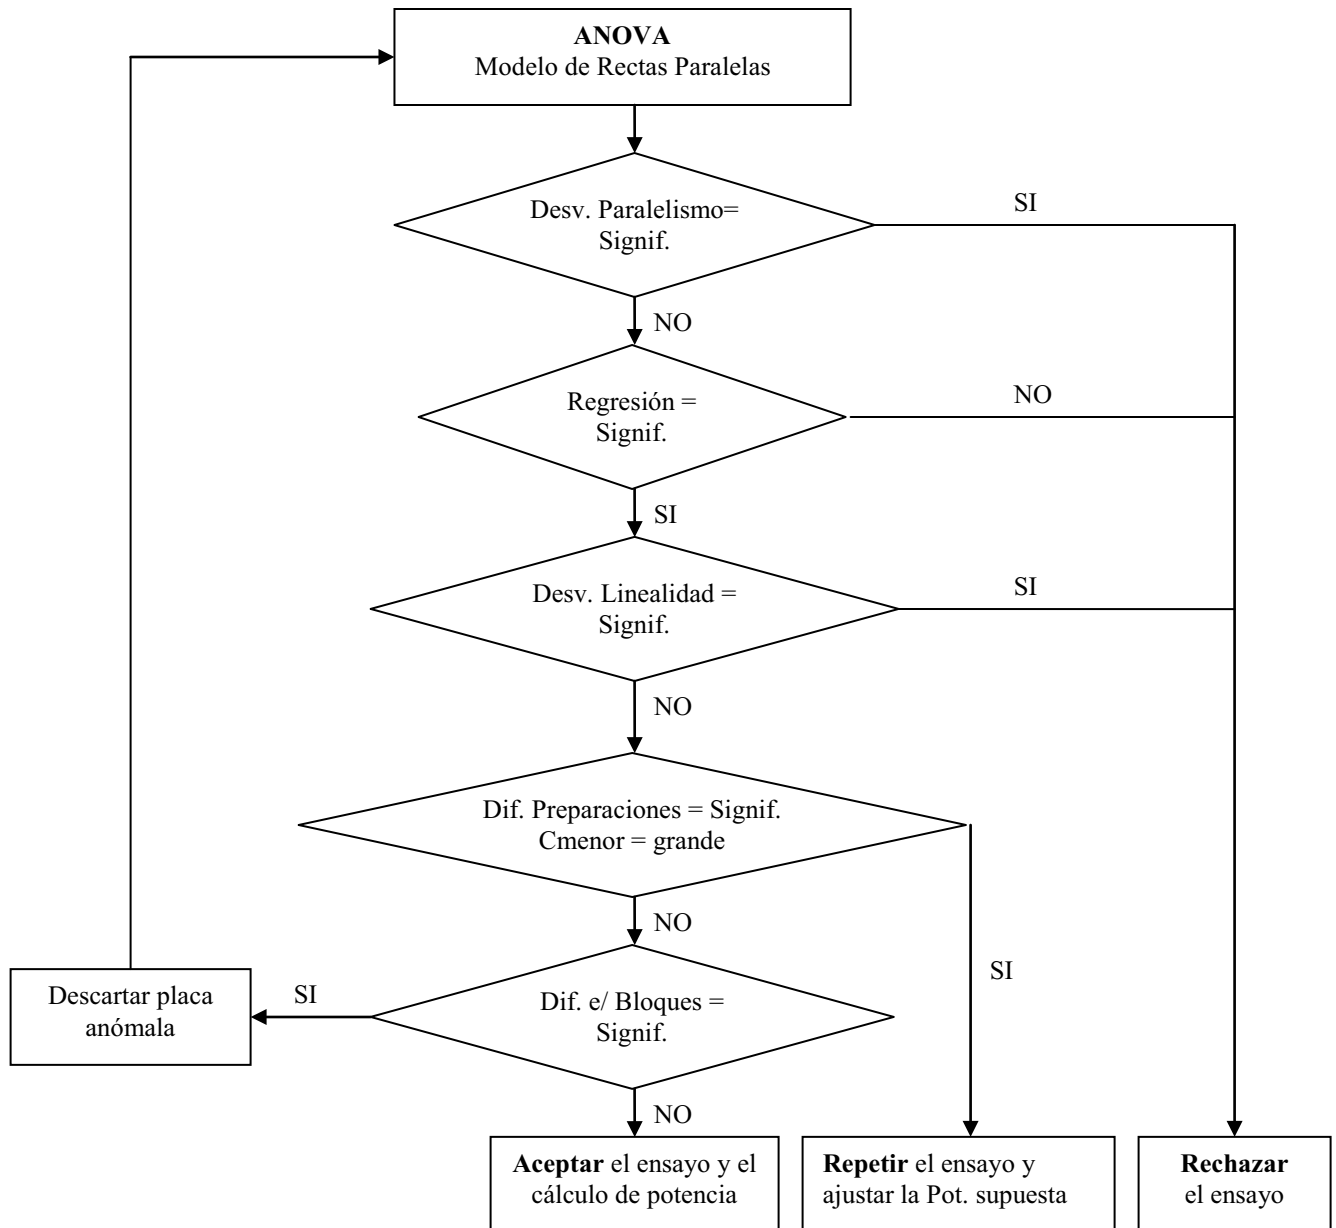 ANOVA
Modelo de Rectas Paralelas
Desv. Paralelismo=
Signif.
SI
NO
Regresión =
Signif.
NO
SI
Desv. Linealidad =
Signif.
SI
NO
Dif. Preparaciones = Signif.
Cmenor = grande
NO
SI
Dif. e/ Bloques =
Signif.
SI
Descartar placa
anómala
NO
Aceptar el ensayo y el
cálculo de potencia
Repetir el ensayo y
ajustar la Pot. supuesta
Rechazar
el ensayo